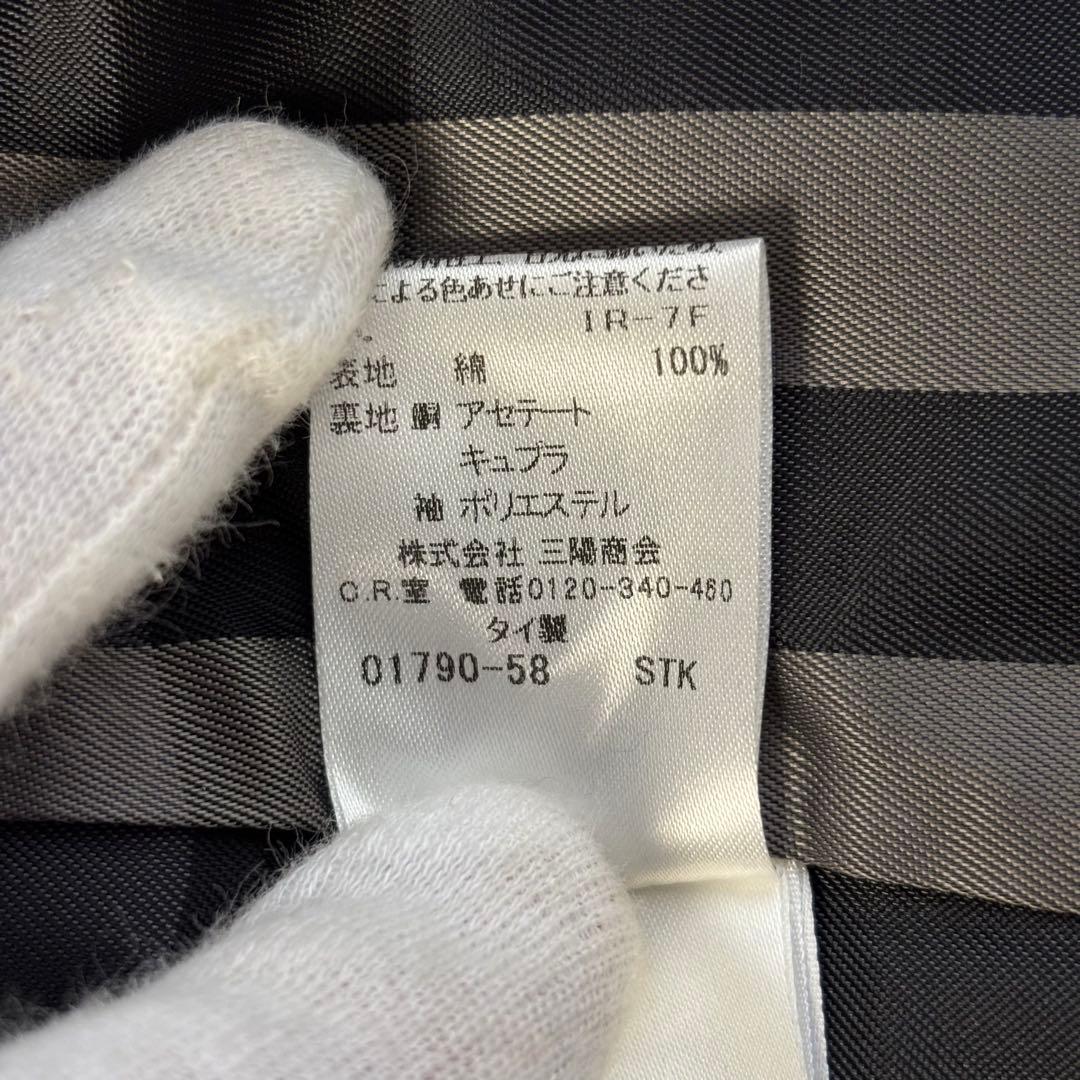 による色あせにご注意くださ
い。 IR-7F
表地 綿 100%
裏地 胴 アセテート
キュプラ
袖 ポリエステル
株式会社 三陽商会
C.R.室 電話0120-340-460
タイ製
01790-58 STK